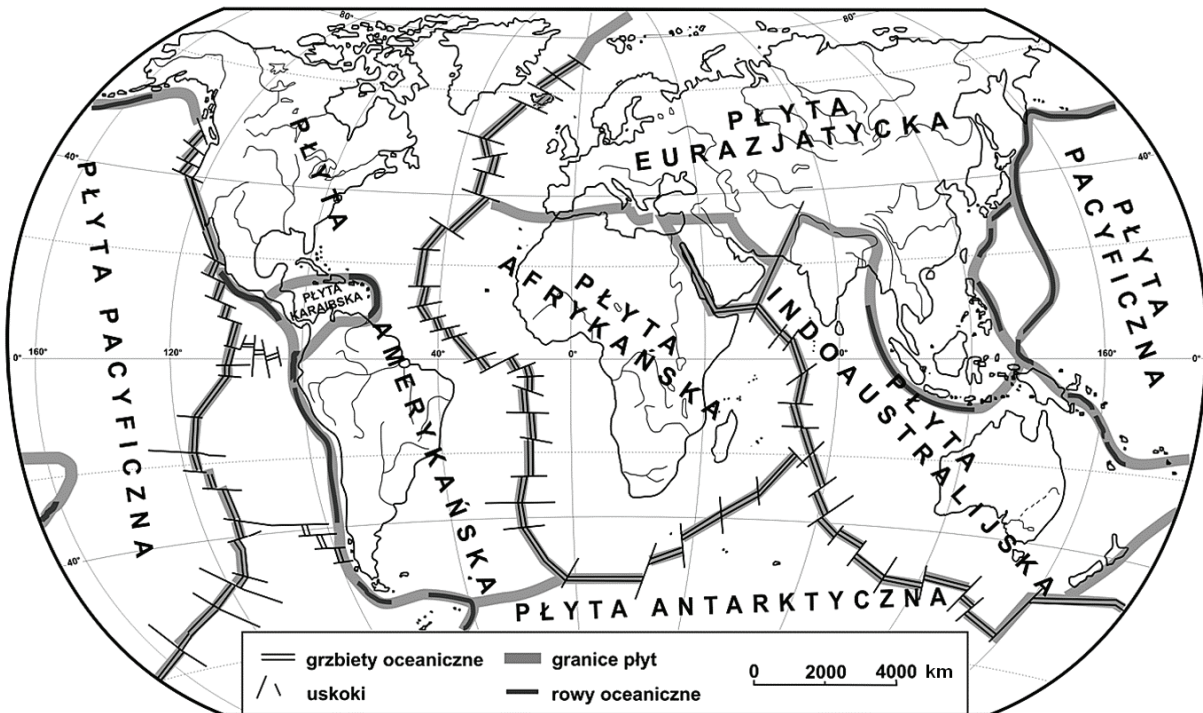 80°
80°
PŁYTA
EURAZJATYCKA
PŁYTA
40°
40°
PŁYTA PACYFICZNA
PŁYTA
PACYFICZNA
PŁYTA
KARAIBSKA
AMERYKAŃSKA
PŁYTA
AFRYKAŃSKA
PŁYTA
INDOAUSTRALIJSKA
0°
160°
120°
40°
0°
80°
160°
0°
40°
40°
PŁYTA ANTARKTYCZNA
grzbiety oceaniczne
granice płyt
0 2000 4000 km
uskoki
rowy oceaniczne